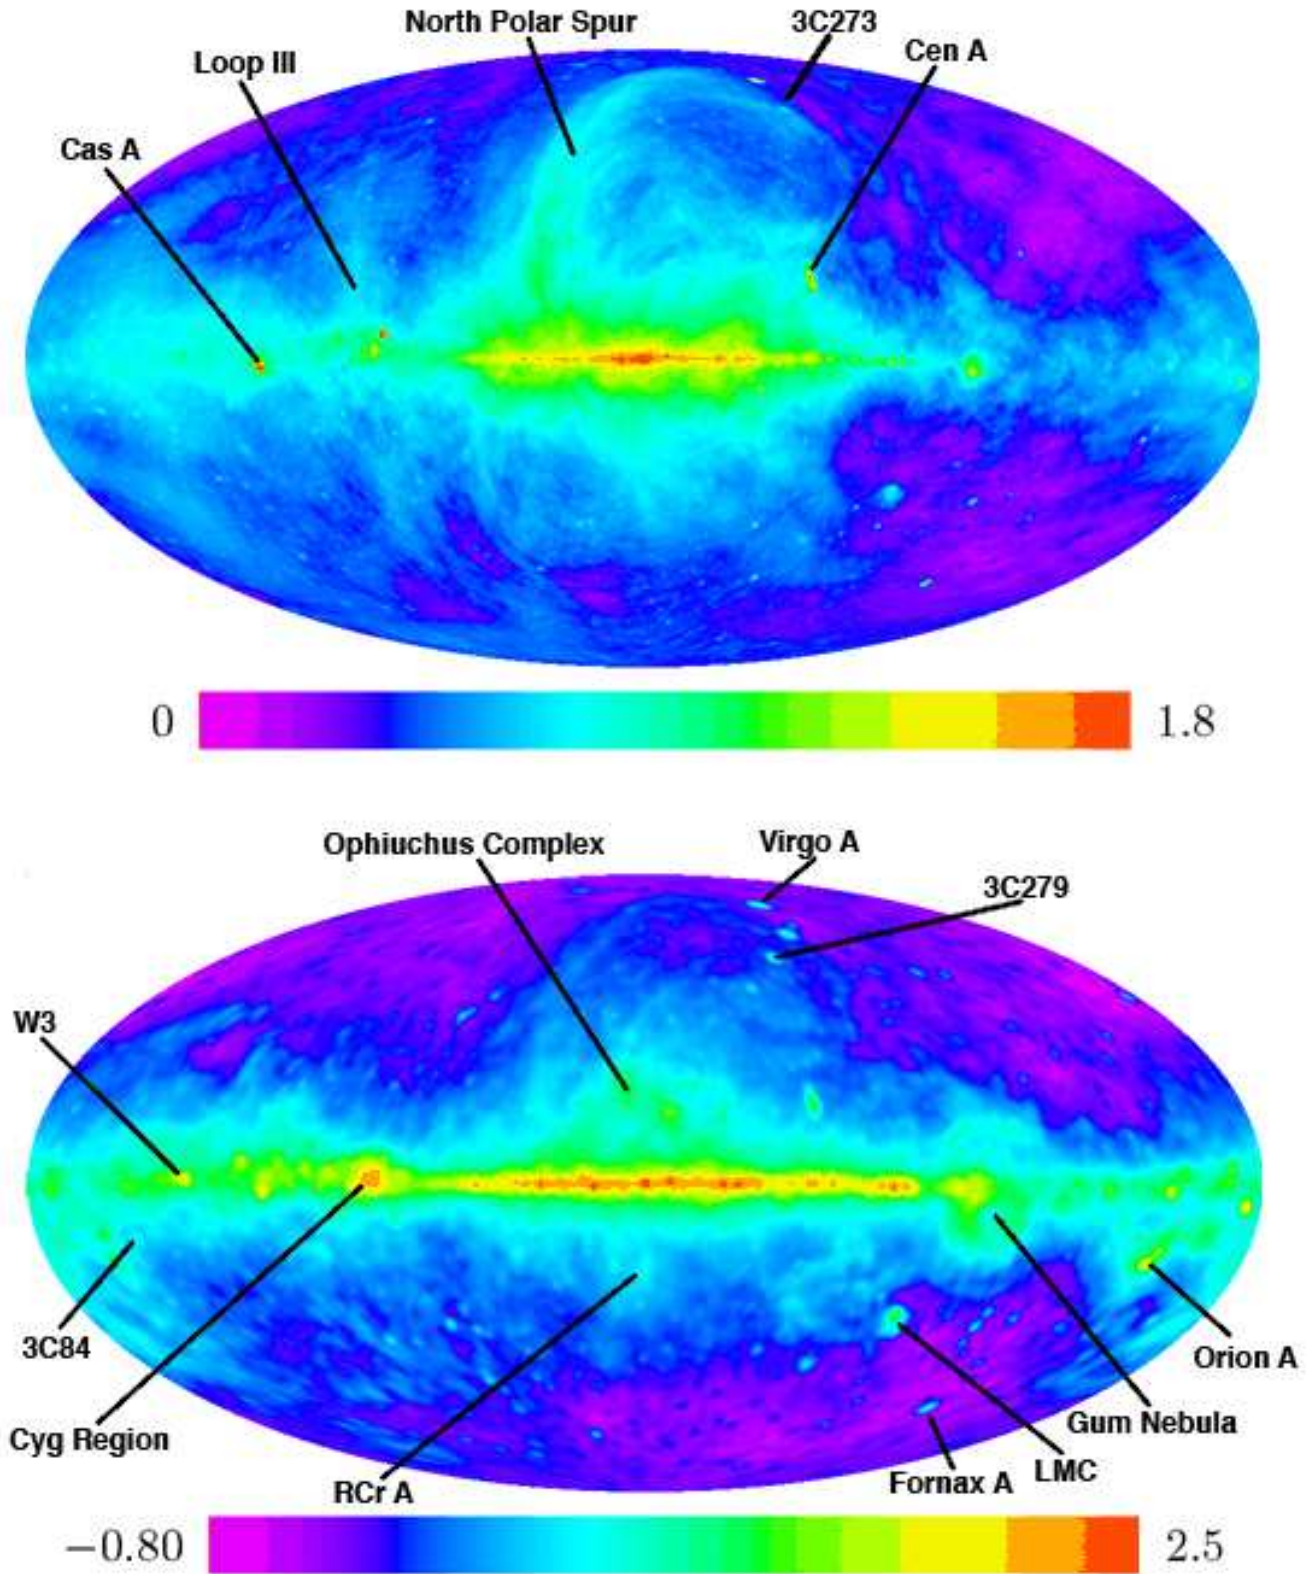 North Polar Spur
3C273
Loop III
Cen A
Cas A
0
1.8
Ophiuchus Complex
Virgo A
3C279
W3
3C84
Orion A
Cyg Region
Gum Nebula
LMC
Fornax A
RCr A
−0.80
2.5